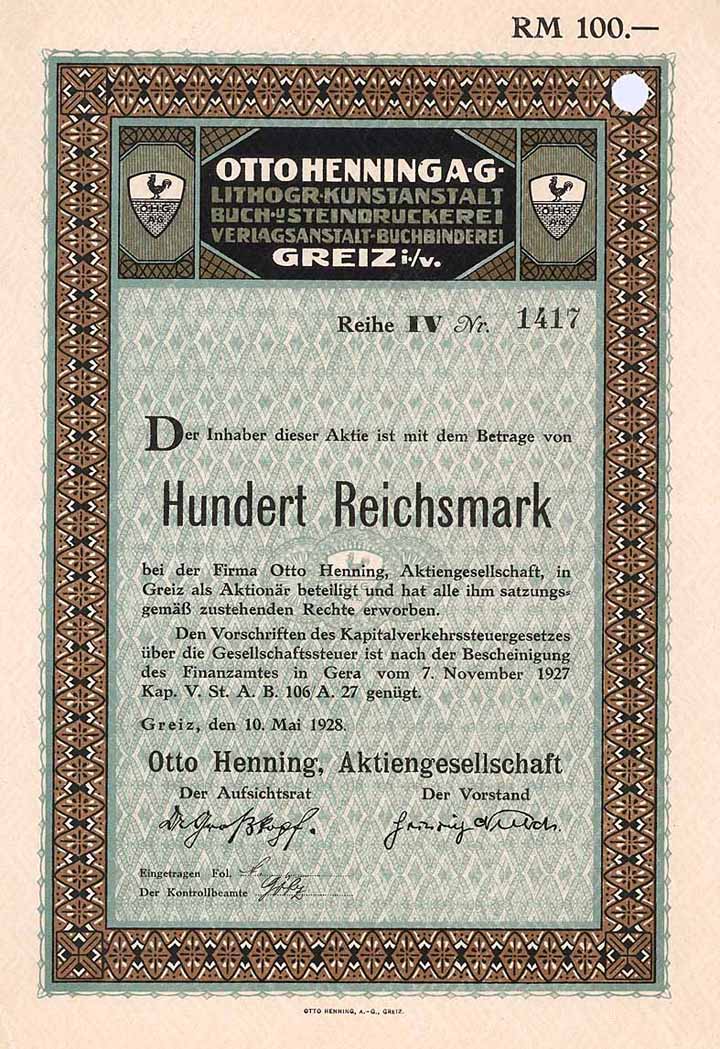 RM 100.—
OTTO HENNING A·G·
LITHOGR·KUNSTANSTALT
BUCH·U STEINDRUCKEREI
VERLAGSANSTALT·BUCHBINDEREI
GREIZ i./v.
O·H·G
A·G
O·H·G
A·G
Reihe IV Nr. 1417
Der Inhaber dieser Aktie ist mit dem Betrage von
Hundert Reichsmark
bei der Firma Otto Henning, Aktiengesellschaft, in
Greiz als Aktionär beteiligt und hat alle ihm satzungs=
gemäß zustehenden Rechte erworben.
Den Vorschriften des Kapitalverkehrssteuergesetzes
über die Gesellschaftssteuer ist nach der Bescheinigung
des Finanzamtes in Gera vom 7. November 1927
Kap. V. St. A. B. 106/A. 27 genügt.
Greiz, den 10. Mai 1928.
Otto Henning, Aktiengesellschaft
Der Aufsichtsrat Der Vorstand
Dr Großkopf.
Eingetragen Fol.
Der Kontrollbeamte
OTTO HENNING, A.-G., GREIZ.